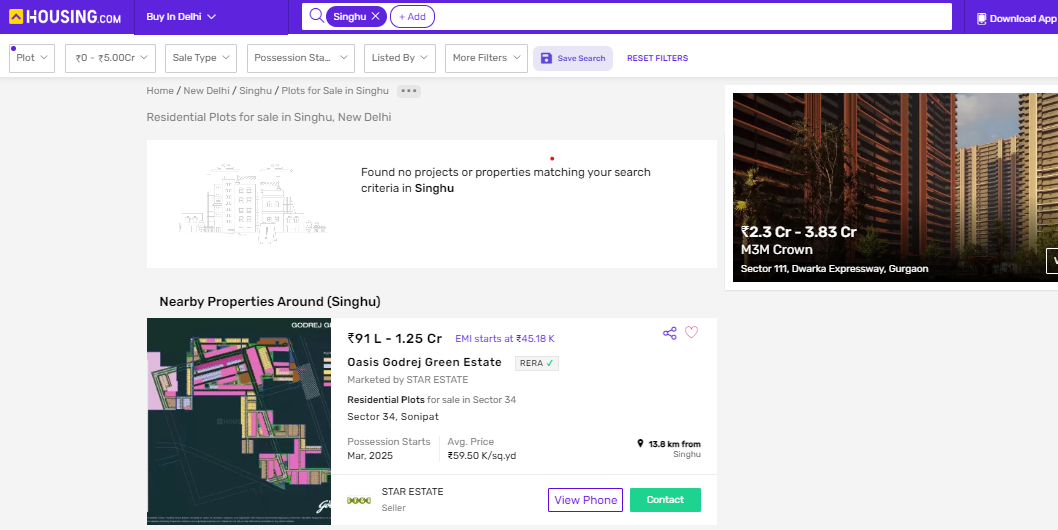 HOUSING.COM
Buy In Delhi
Singhu
+ Add
Download App
Plot
₹0 - ₹5.00Cr
Sale Type
Possession Sta...
Listed By
More Filters
Save Search
RESET FILTERS
Home / New Delhi / Singhu / Plots for Sale in Singhu
Residential Plots for sale in Singhu, New Delhi
Found no projects or properties matching your search
criteria in Singhu
₹2.3 Cr - 3.83 Cr
M3M Crown
Sector 111, Dwarka Expressway, Gurgaon
Nearby Properties Around (Singhu)
GODREJ
₹91 L - 1.25 Cr
EMI starts at ₹45.18 K
Oasis Godrej Green Estate
RERA ✓
Marketed by STAR ESTATE
Residential Plots for sale in Sector 34
Sector 34, Sonipat
Possession Starts
Avg. Price
Mar, 2025
₹59.50 K/sq.yd
13.8 km from
Singhu
STAR ESTATE
Seller
View Phone
Contact